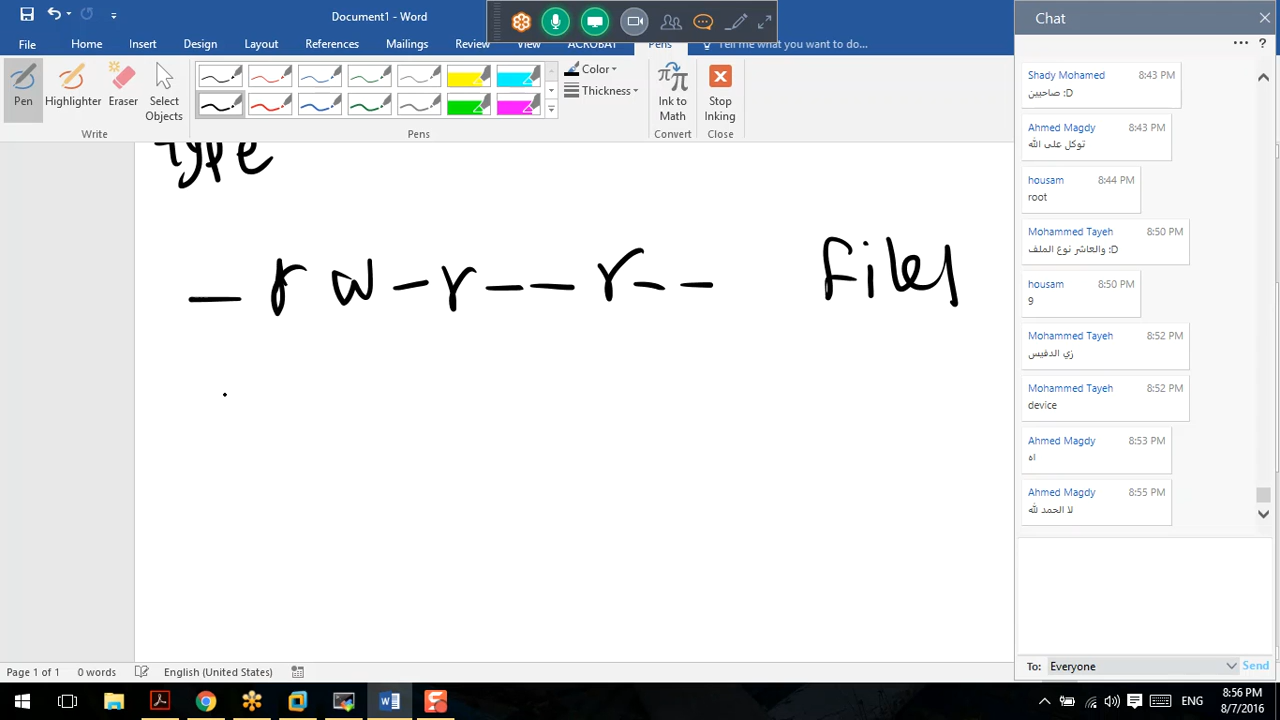 Document1 - Word
File Home Insert Design Layout References Mailings Review View ACROBAT Pens Tell me what you want to do...
Pen Highlighter Eraser Select Objects
Color
Thickness
Ink to Math
Stop Inking
Write Pens Convert Close
type
_ r w - r - - r - - File1
Chat
Shady Mohamed 8:43 PM
صاحيين :D
Ahmed Magdy 8:43 PM
توكل على الله
housam 8:44 PM
root
Mohammed Tayeh 8:50 PM
والعاشر نوع الملف :D
housam 8:50 PM
9
Mohammed Tayeh 8:52 PM
زي الدفيس
Mohammed Tayeh 8:52 PM
device
Ahmed Magdy 8:53 PM
اه
Ahmed Magdy 8:55 PM
لا الحمد لله
To: Everyone Send
Page 1 of 1 0 words English (United States)
ENG 8:56 PM
8/7/2016